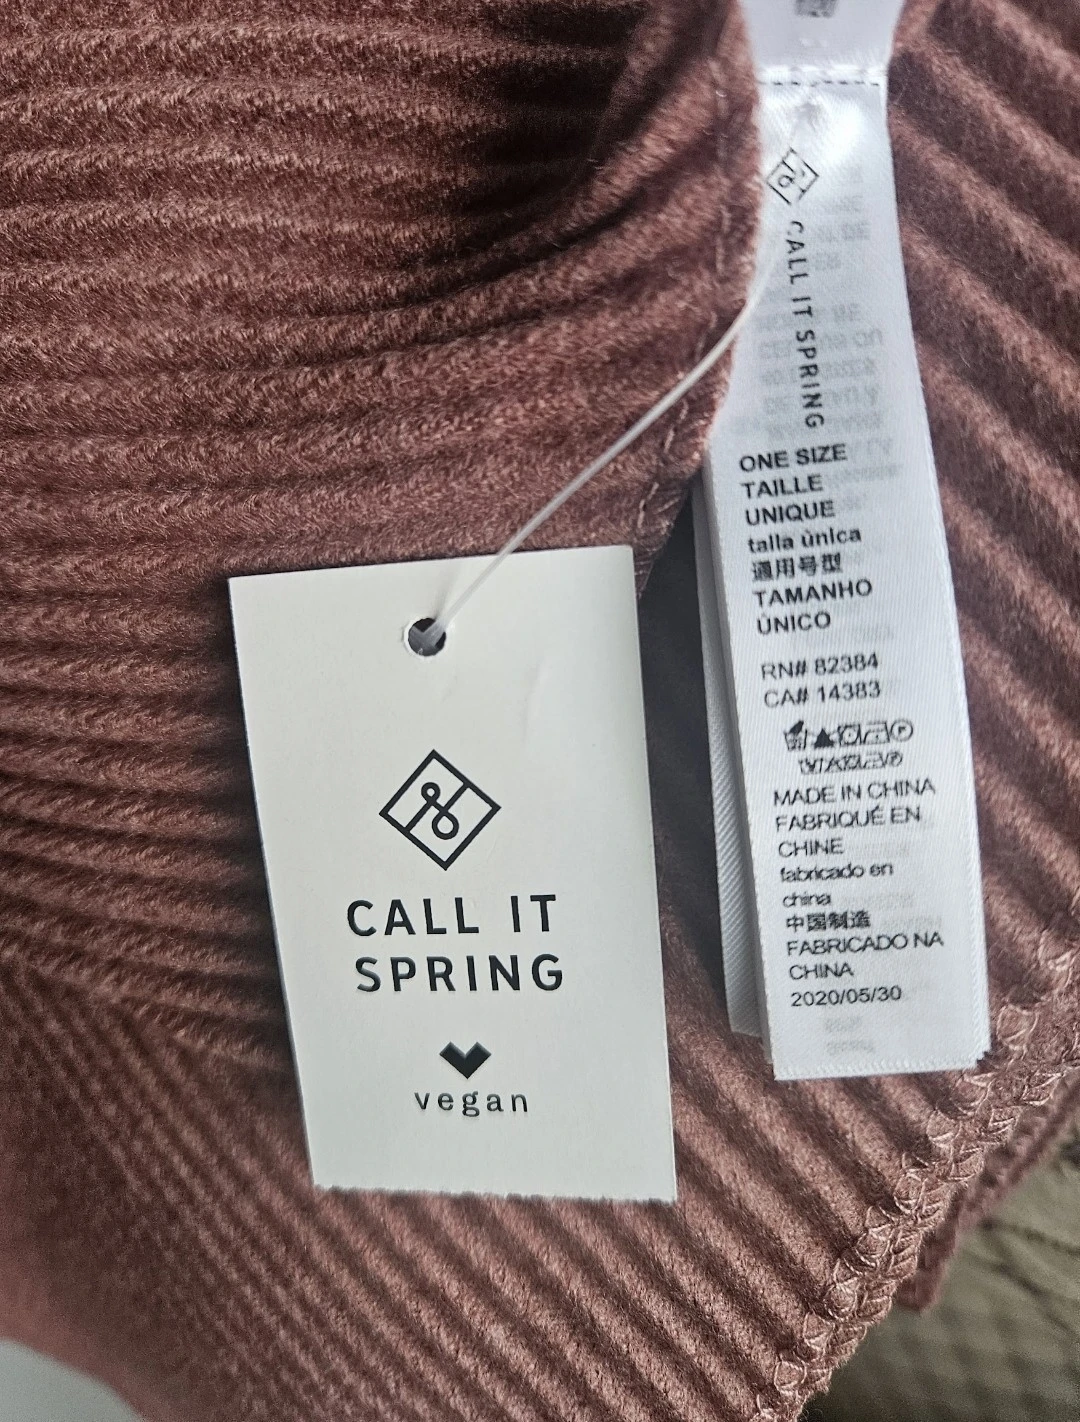 CALL IT
SPRING
vegan
CALL IT SPRING
ONE SIZE
TAILLE
UNIQUE
talla ùnica
通用号型
TAMANHO
ÚNICO
RN# 82384
CA# 14383
MADE IN CHINA
FABRIQUÉ EN
CHINE
fabricado en
china
中国制造
FABRICADO NA
CHINA
2020/05/30